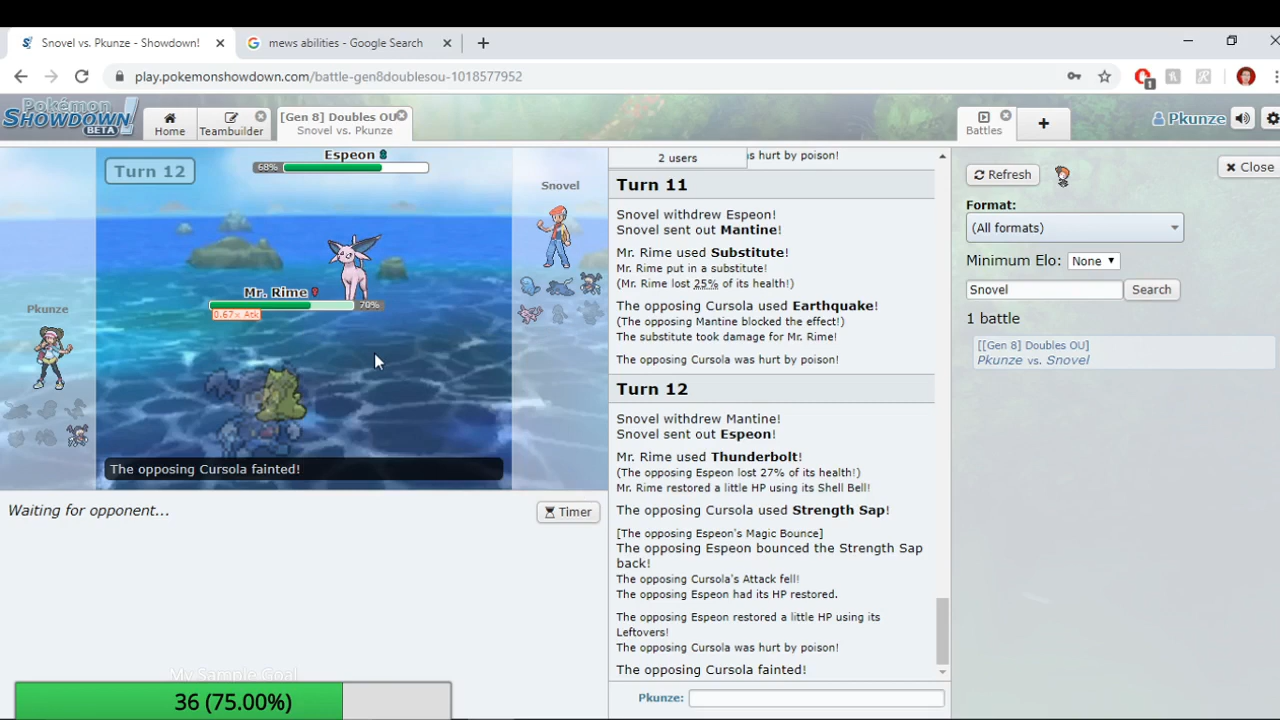 Snovel vs. Pkunze - Showdown!
mews abilities - Google Search
play.pokemonshowdown.com/battle-gen8doublesou-1018577952
1
Pokémon
SHOWDOWN!
BETA
Home
Teambuilder
[Gen 8] Doubles OU
Snovel vs. Pkunze
Battles
Pkunze
Turn 12
Espeon
68%
Snovel
Mr. Rime
70%
0.67× Atk
Pkunze
The opposing Cursola fainted!
Waiting for opponent...
Timer
My Sample Goal
36 (75.00%)
2 users
s hurt by poison!
Turn 11
Snovel withdrew Espeon!
Snovel sent out Mantine!
Mr. Rime used Substitute!
Mr. Rime put in a substitute!
(Mr. Rime lost 25% of its health!)
The opposing Cursola used Earthquake!
(The opposing Mantine blocked the effect!)
The substitute took damage for Mr. Rime!
The opposing Cursola was hurt by poison!
Turn 12
Snovel withdrew Mantine!
Snovel sent out Espeon!
Mr. Rime used Thunderbolt!
(The opposing Espeon lost 27% of its health!)
Mr. Rime restored a little HP using its Shell Bell!
The opposing Cursola used Strength Sap!
[The opposing Espeon's Magic Bounce]
The opposing Espeon bounced the Strength Sap
back!
The opposing Cursola's Attack fell!
The opposing Espeon had its HP restored.
The opposing Espeon restored a little HP using its
Leftovers!
The opposing Cursola was hurt by poison!
The opposing Cursola fainted!
Pkunze:
Refresh
Close
Format:
(All formats)
Minimum Elo: None
Snovel
Search
1 battle
[[Gen 8] Doubles OU]
Pkunze vs. Snovel